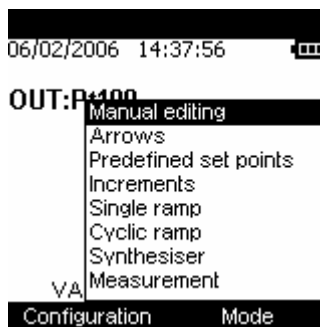 06/02/2006 14:37:56
OUT:Pt100
Manual editing
Arrows
Predefined set points
Increments
Single ramp
Cyclic ramp
Synthesiser
Measurement
VA
Configuration Mode